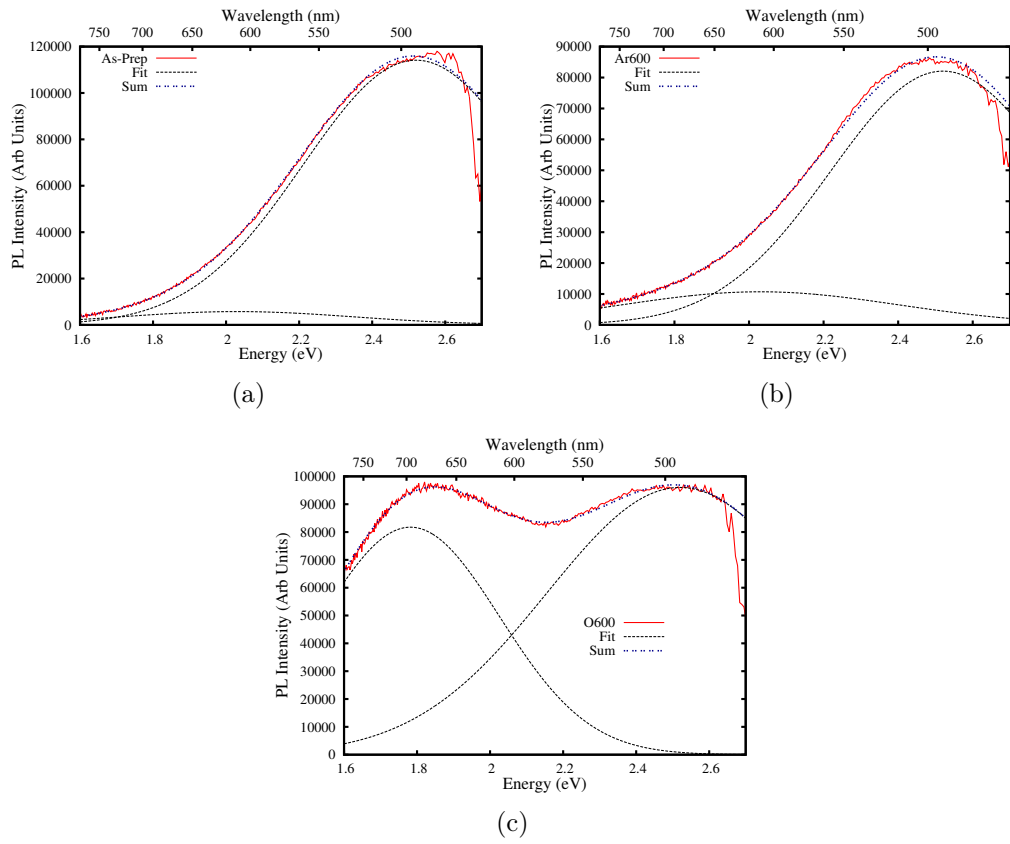 Wavelength (nm)
750 700 650 600 550 500
PL Intensity (Arb Units)
120000
100000
80000
60000
40000
20000
0
As-Prep
Fit
Sum
1.6 1.8 2 2.2 2.4 2.6
Energy (eV)
(a)
Wavelength (nm)
750 700 650 600 550 500
PL Intensity (Arb Units)
90000
80000
70000
60000
50000
40000
30000
20000
10000
0
Ar600
Fit
Sum
1.6 1.8 2 2.2 2.4 2.6
Energy (eV)
(b)
Wavelength (nm)
750 700 650 600 550 500
PL Intensity (Arb Units)
100000
90000
80000
70000
60000
50000
40000
30000
20000
10000
0
O600
Fit
Sum
1.6 1.8 2 2.2 2.4 2.6
Energy (eV)
(c)